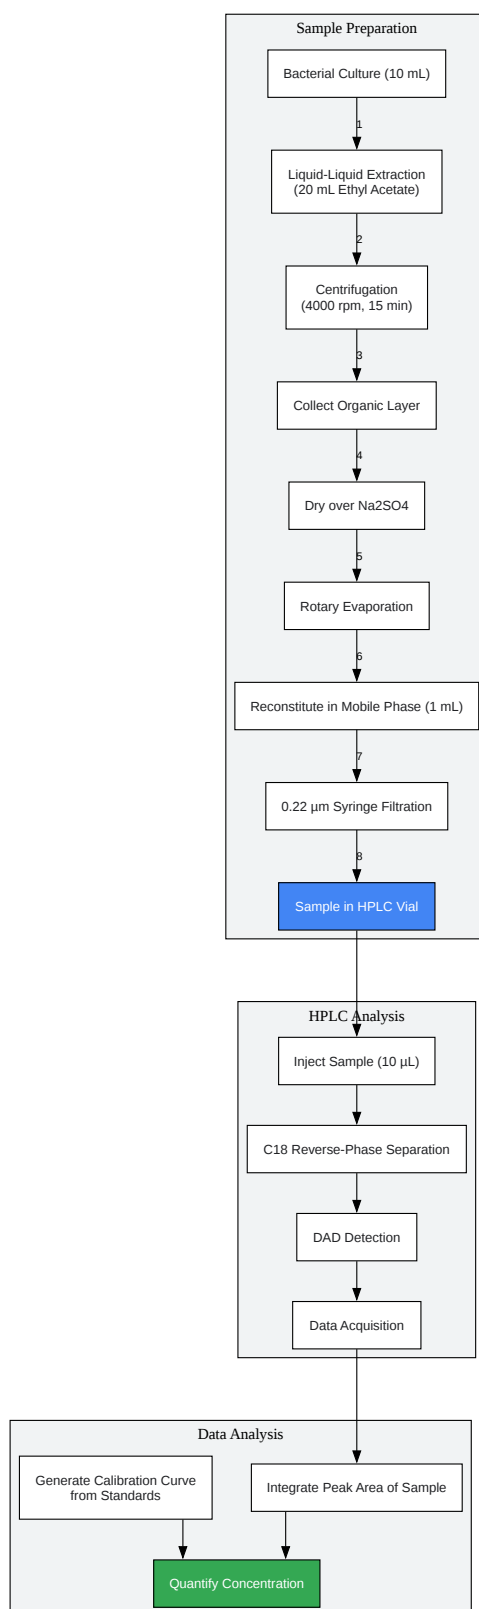 Sample Preparation
Bacterial Culture (10 mL)
1
Liquid-Liquid Extraction
(20 mL Ethyl Acetate)
2
Centrifugation
(4000 rpm, 15 min)
3
Collect Organic Layer
4
Dry over Na2SO4
5
Rotary Evaporation
6
Reconstitute in Mobile Phase (1 mL)
7
0.22 µm Syringe Filtration
8
Sample in HPLC Vial
HPLC Analysis
Inject Sample (10 µL)
C18 Reverse-Phase Separation
DAD Detection
Data Acquisition
Data Analysis
Generate Calibration Curve
from Standards
Integrate Peak Area of Sample
Quantify Concentration